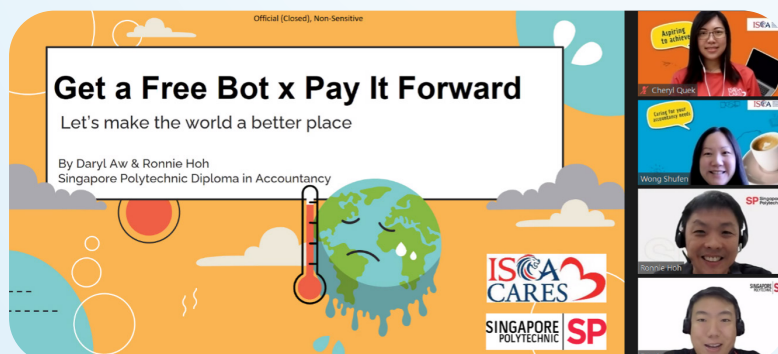 Official (Closed), Non-Sensitive
Get a Free Bot x Pay It Forward
Let's make the world a better place
By Daryl Aw & Ronnie Hoh
Singapore Polytechnic Diploma in Accountancy
ISCA
CARES
SINGAPORE
POLYTECHNIC
SP
Aspiring
to achieve
ISCA
Cheryl Quek
Caring for your
accountancy needs
ISCA
Wong Shufen
SP Singapore
Polytechnic
Ronnie Hoh
SINGAPORE
POLYTECHNIC